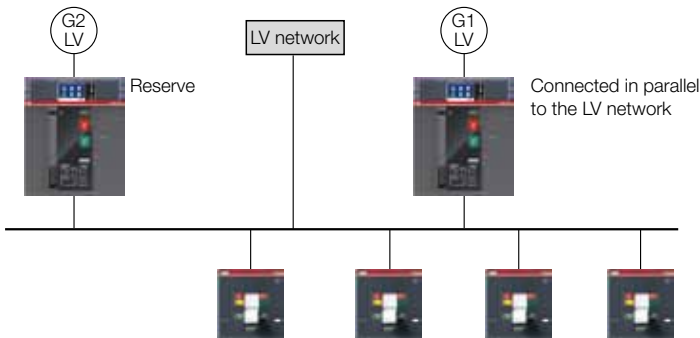 G2
LV
LV network
G1
LV
Reserve
Connected in parallel
to the LV network